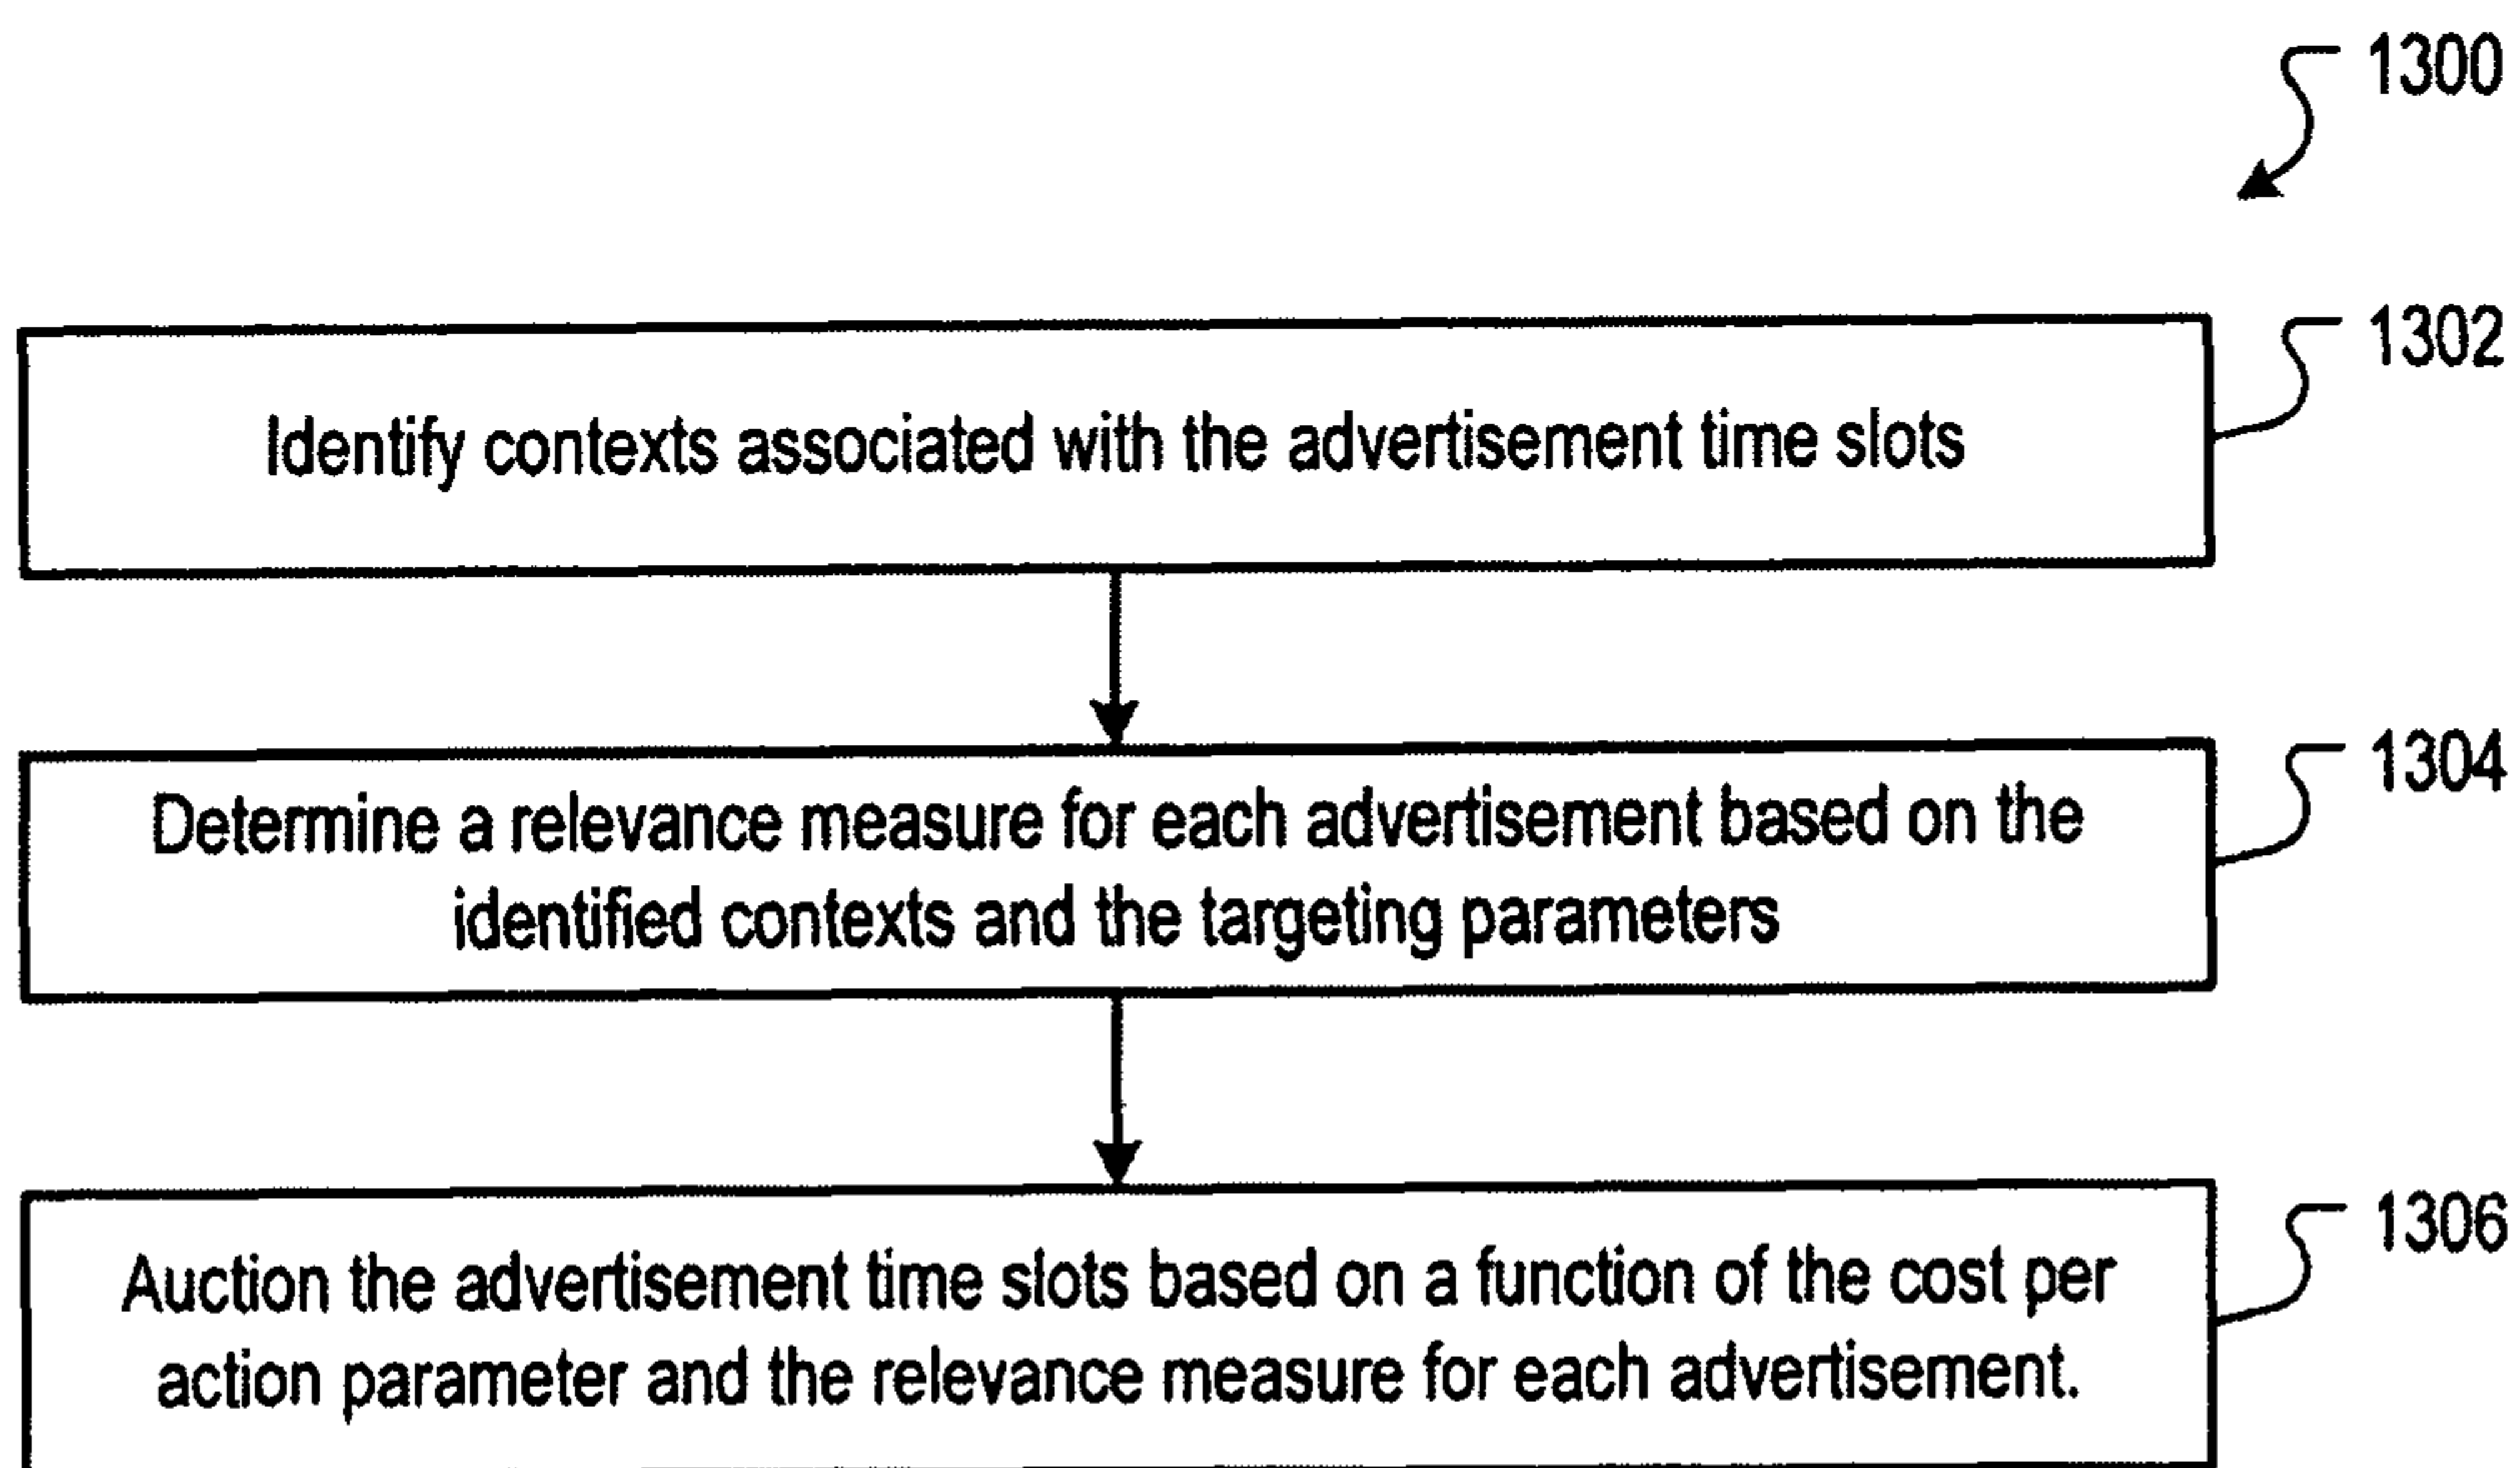 1300
1302
Identify contexts associated with the advertisement time slots
1304
Determine a relevance measure for each advertisement based on the
identified contexts and the targeting parameters
1306
Auction the advertisement time slots based on a function of the cost per
action parameter and the relevance measure for each advertisement.